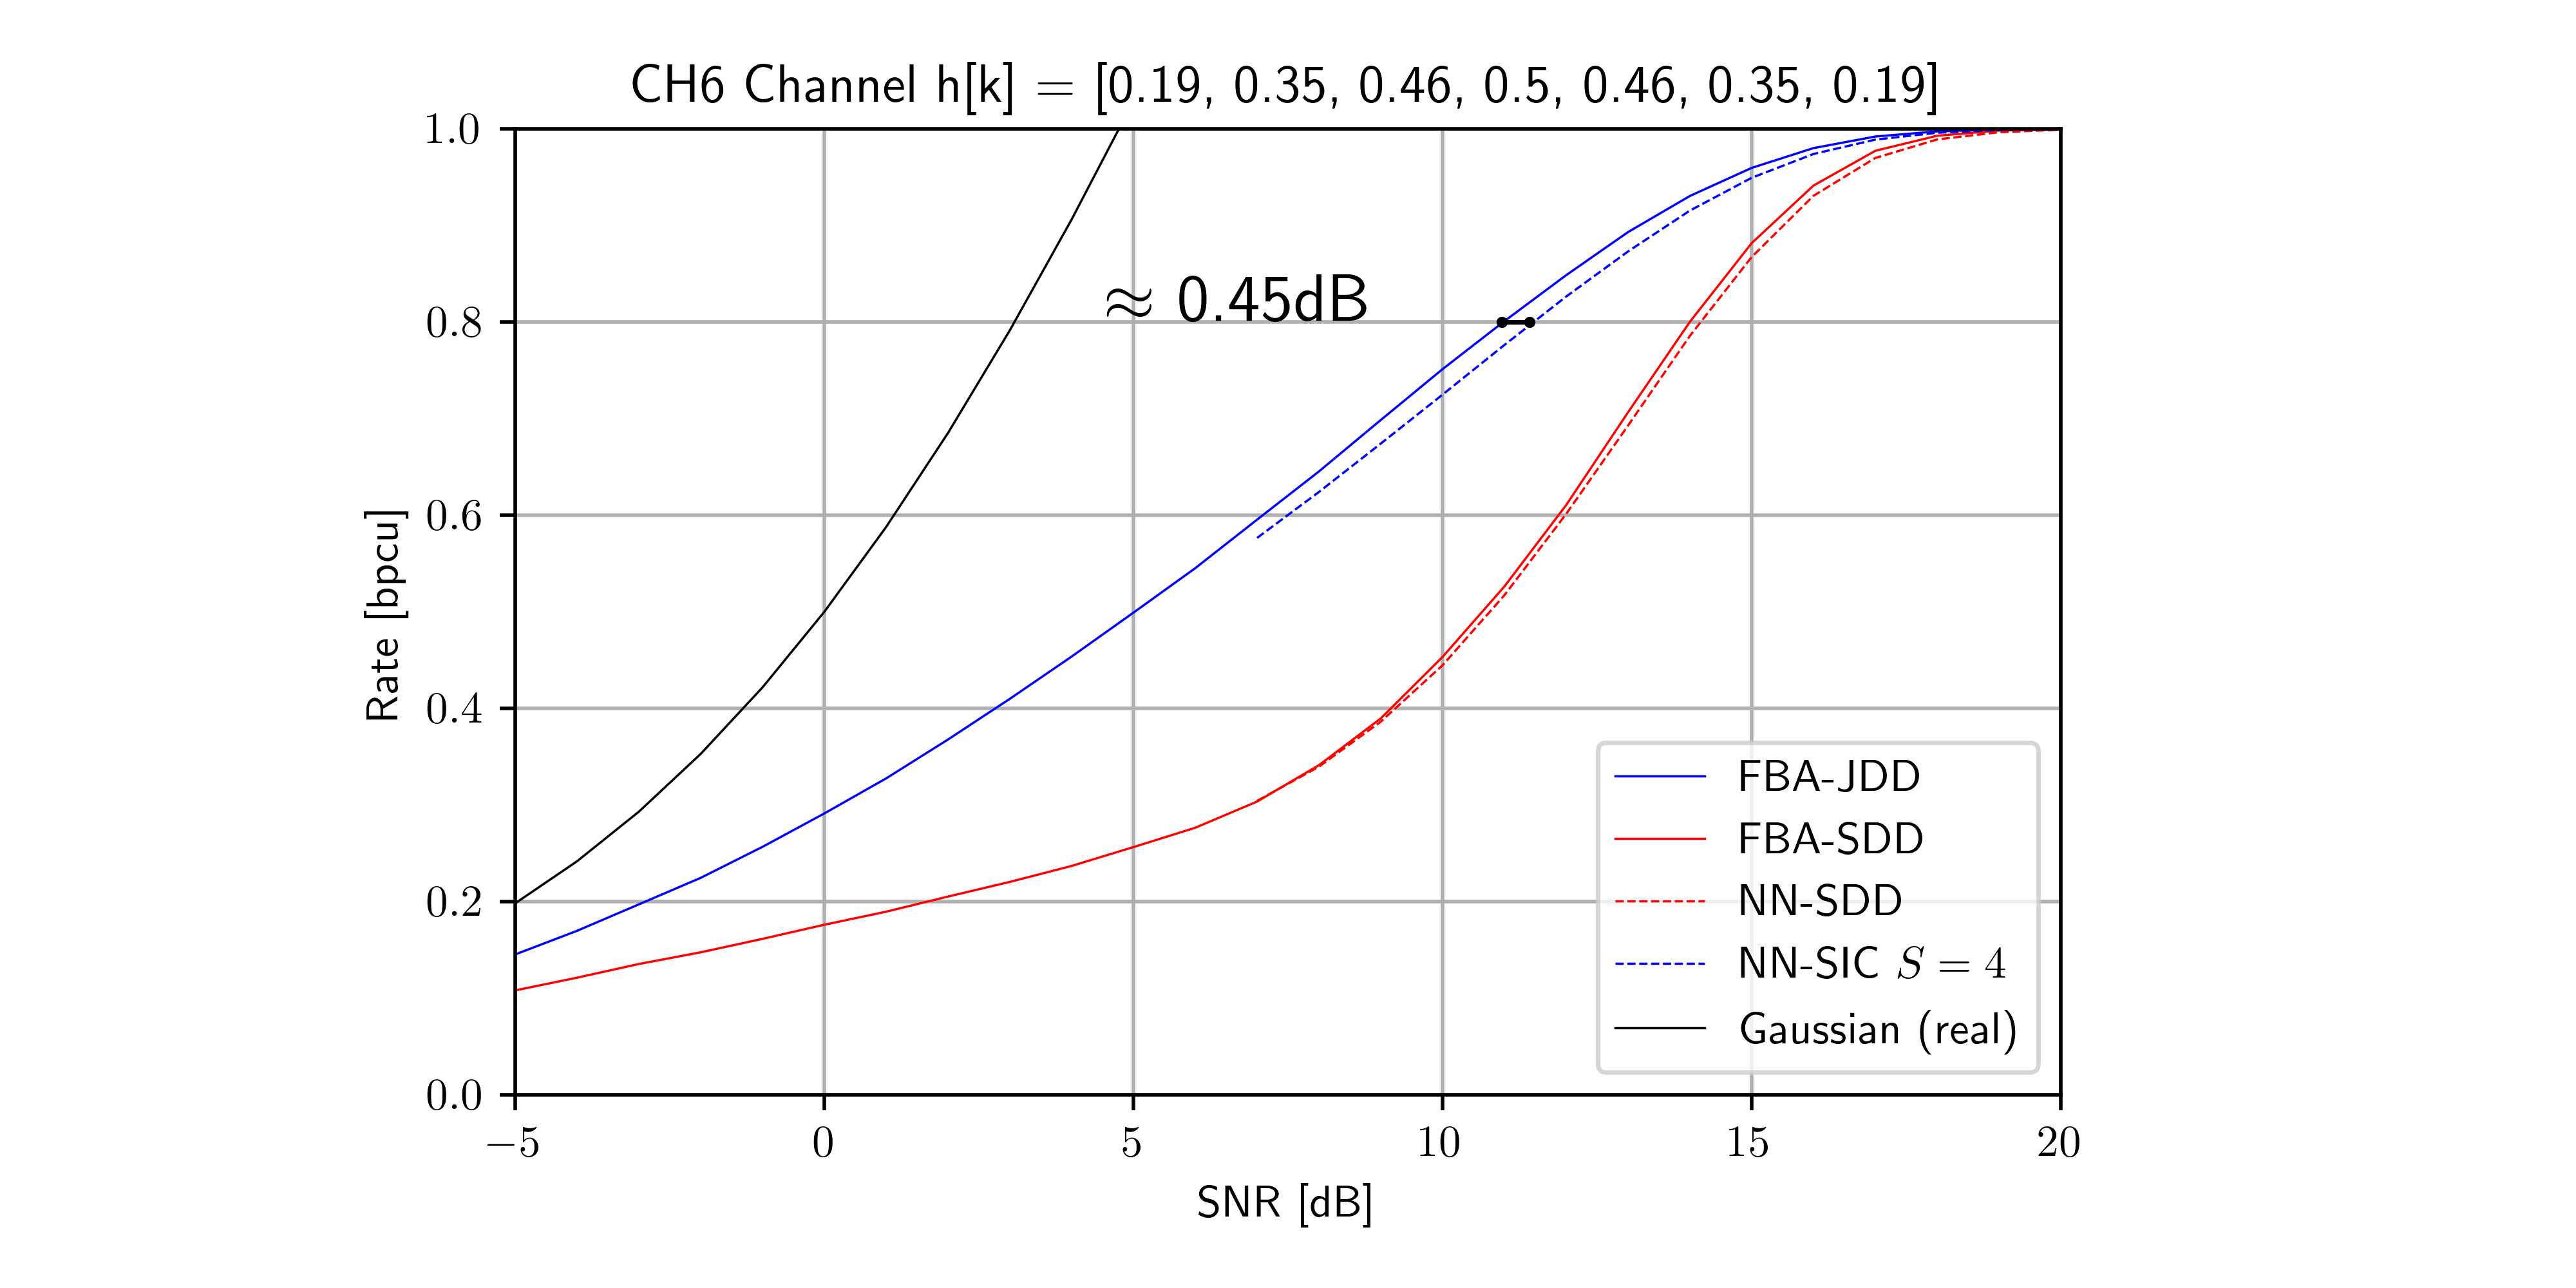 CH6 Channel h[k] = [0.19, 0.35, 0.46, 0.5, 0.46, 0.35, 0.19]
1.0
0.8
0.6
0.4
0.2
0.0
Rate [bpcu]
≈ 0.45dB
FBA-JDD
FBA-SDD
NN-SDD
NN-SIC S = 4
Gaussian (real)
−5 0 5 10 15 20
SNR [dB]